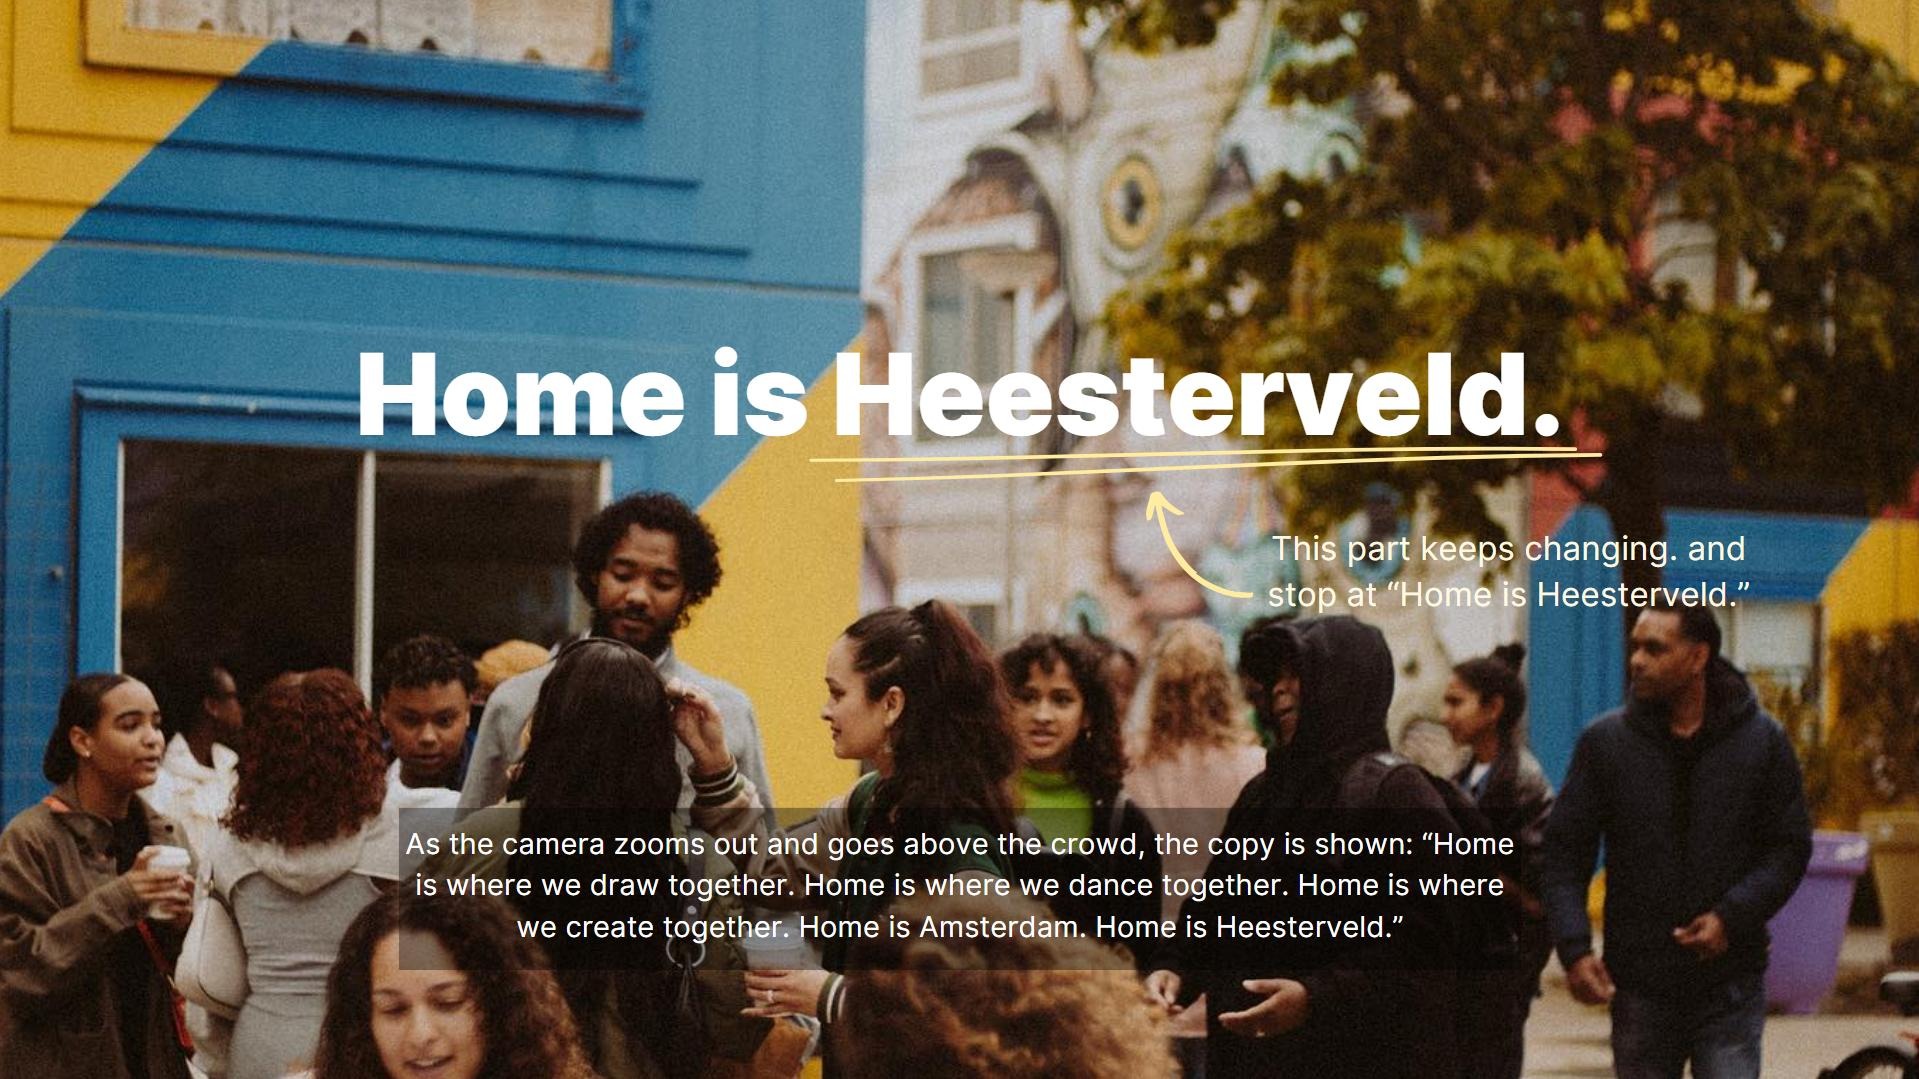 Home is Heesterveld.
This part keeps changing. and
stop at “Home is Heesterveld.”
As the camera zooms out and goes above the crowd, the copy is shown: “Home
is where we draw together. Home is where we dance together. Home is where
we create together. Home is Amsterdam. Home is Heesterveld.”